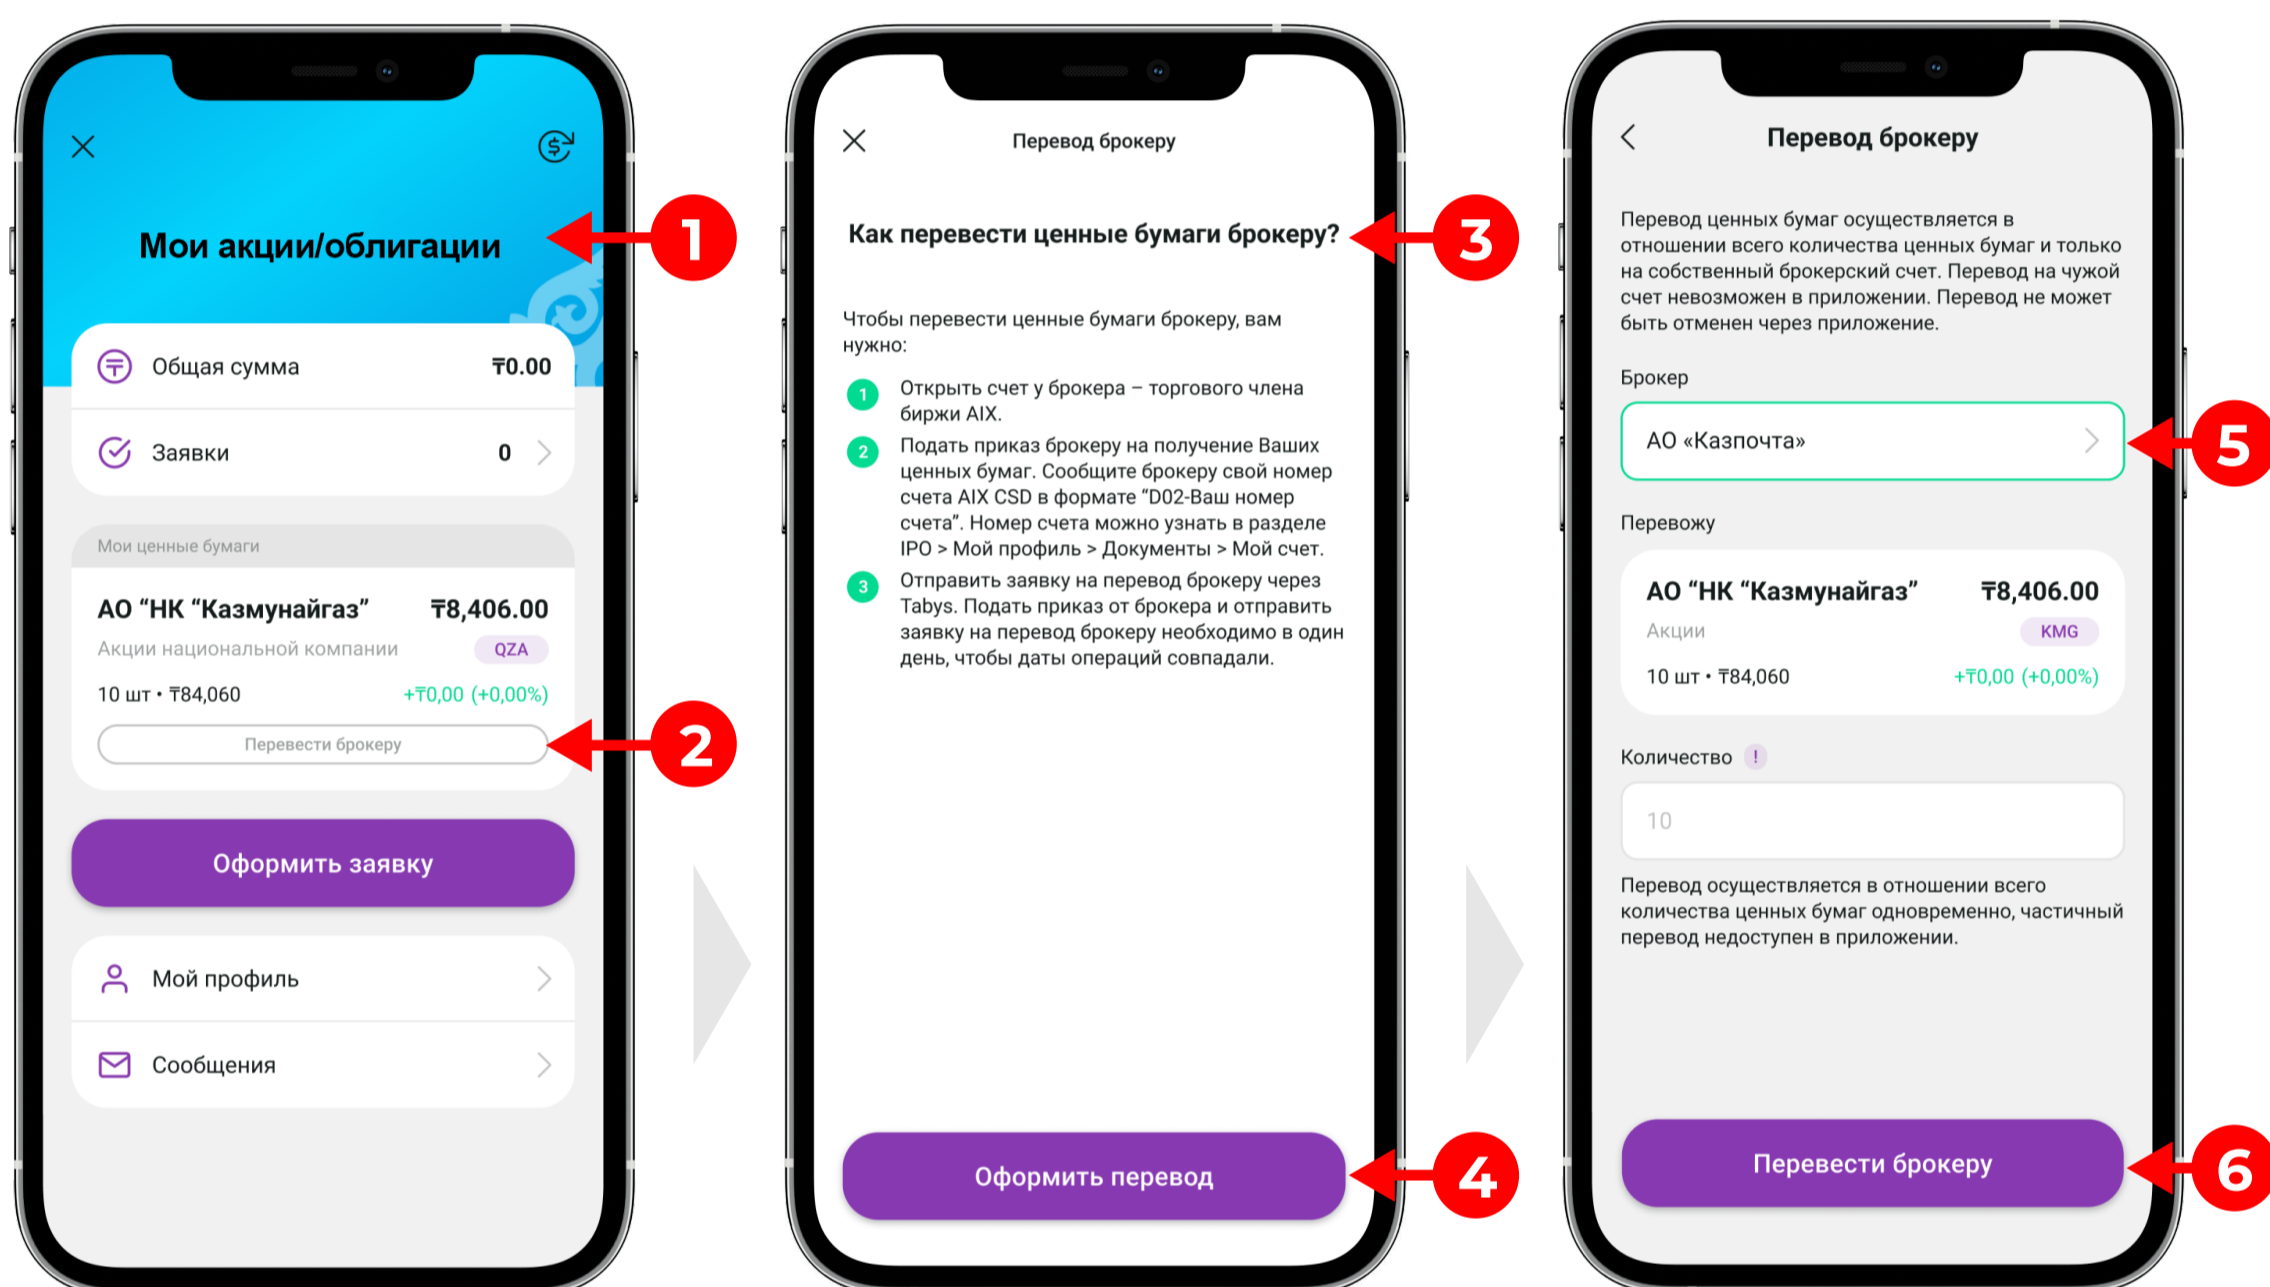 Мои акции/облигации
1
Общая сумма ₸0.00
Заявки 0
Мои ценные бумаги
АО “НК “Казмунайгаз” ₸8,406.00
Акции национальной компании QZA
10 шт • ₸84,060 +₸0,00 (+0,00%)
Перевести брокеру
2
Оформить заявку
Мой профиль
Сообщения
Перевод брокеру
Как перевести ценные бумаги брокеру?
3
Чтобы перевести ценные бумаги брокеру, вам
нужно:
1 Открыть счет у брокера – торгового члена
биржи AIX.
2 Подать приказ брокеру на получение Ваших
ценных бумаг. Сообщите брокеру свой номер
счета AIX CSD в формате “D02-Ваш номер
счета”. Номер счета можно узнать в разделе
IPO > Мой профиль > Документы > Мой счет.
3 Отправить заявку на перевод брокеру через
Tabys. Подать приказ от брокера и отправить
заявку на перевод брокеру необходимо в один
день, чтобы даты операций совпадали.
Оформить перевод
4
Перевод брокеру
Перевод ценных бумаг осуществляется в
отношении всего количества ценных бумаг и только
на собственный брокерский счет. Перевод на чужой
счет невозможен в приложении. Перевод не может
быть отменен через приложение.
Брокер
АО «Казпочта»
5
Перевожу
АО “НК “Казмунайгаз” ₸8,406.00
Акции KMG
10 шт • ₸84,060 +₸0,00 (+0,00%)
Количество !
10
Перевод осуществляется в отношении всего
количества ценных бумаг одновременно, частичный
перевод недоступен в приложении.
Перевести брокеру
6